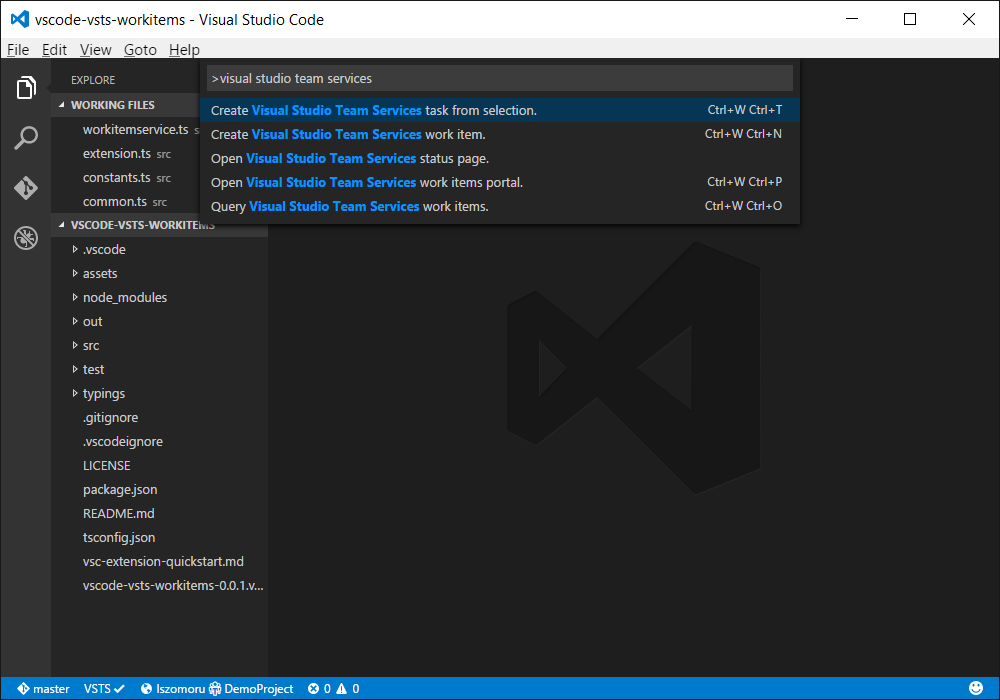 vscode-vsts-workitems - Visual Studio Code
File Edit View Goto Help
EXPLORE
>visual studio team services
Create Visual Studio Team Services task from selection. Ctrl+W Ctrl+T
Create Visual Studio Team Services work item. Ctrl+W Ctrl+N
Open Visual Studio Team Services status page.
Open Visual Studio Team Services work items portal. Ctrl+W Ctrl+P
Query Visual Studio Team Services work items. Ctrl+W Ctrl+O
WORKING FILES
workitemservice.ts s
extension.ts src
constants.ts src
common.ts src
VSCODE-VSTS-WORKITEMS
.vscode
assets
node_modules
out
src
test
typings
.gitignore
.vscodeignore
LICENSE
package.json
README.md
tsconfig.json
vsc-extension-quickstart.md
vscode-vsts-workitems-0.0.1.v...
master VSTS lszomoru DemoProject 0 0